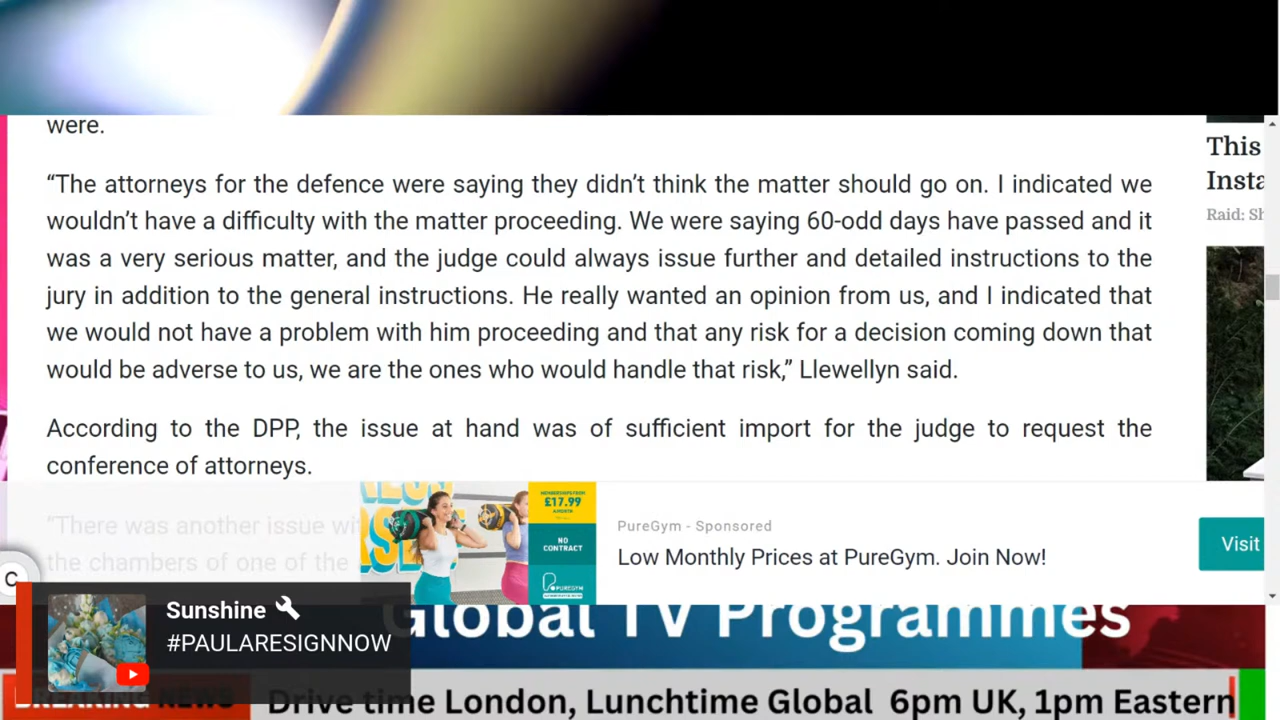 were.
“The attorneys for the defence were saying they didn’t think the matter should go on. I indicated we
wouldn’t have a difficulty with the matter proceeding. We were saying 60-odd days have passed and it
was a very serious matter, and the judge could always issue further and detailed instructions to the
jury in addition to the general instructions. He really wanted an opinion from us, and I indicated that
we would not have a problem with him proceeding and that any risk for a decision coming down that
would be adverse to us, we are the ones who would handle that risk,” Llewellyn said.
According to the DPP, the issue at hand was of sufficient import for the judge to request the
conference of attorneys.
“There was another issue wi
the chambers of one of the
This
Insta
Raid: Sh
MEMBERSHIPS FROM
£17.99
A MONTH
NO
CONTRACT
PUREGYM
PureGym - Sponsored
Low Monthly Prices at PureGym. Join Now!
Visit
Sunshine
#PAULARESIGNNOW
Global TV Programmes
BREAKING NEWS
Drive time London, Lunchtime Global 6pm UK, 1pm Eastern